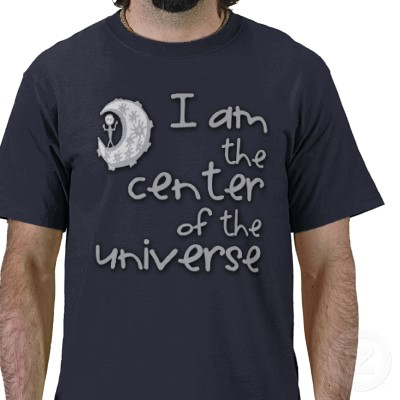 I am
the
center
of the
universe